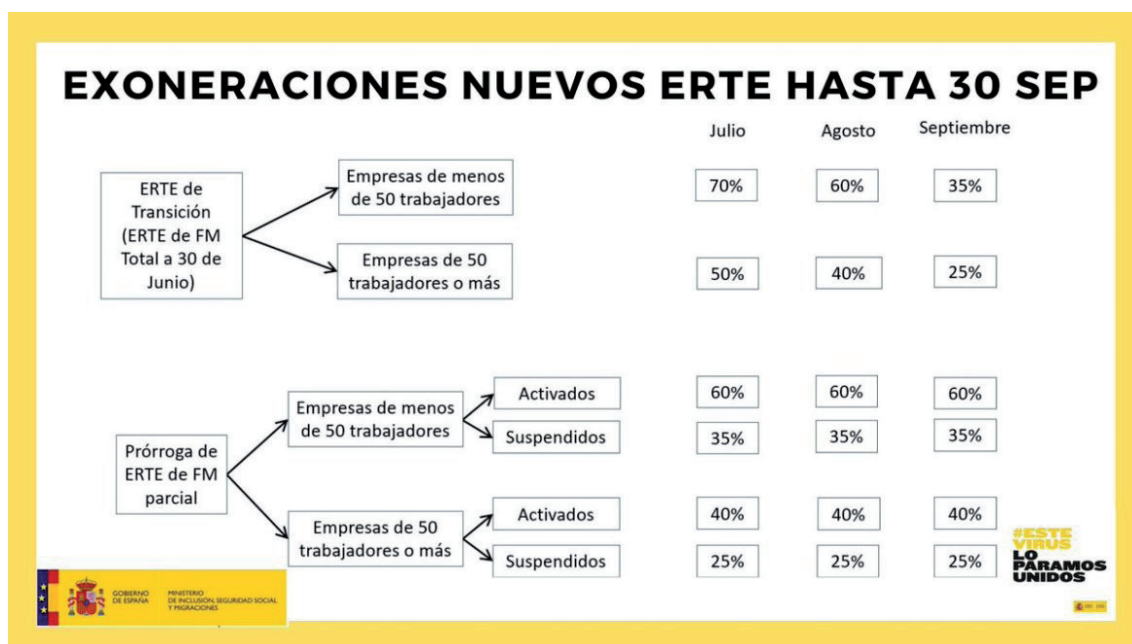 EXONERACIONES NUEVOS ERTE HASTA 30 SEP
Julio
Agosto
Septiembre
ERTE de
Transición
(ERTE de FM
Total a 30 de
Junio)
Empresas de menos
de 50 trabajadores
70%
60%
35%
Empresas de 50
trabajadores o más
50%
40%
25%
Prórroga de
ERTE de FM
parcial
Empresas de menos
de 50 trabajadores
Activados
60%
60%
60%
Suspendidos
35%
35%
35%
Empresas de 50
trabajadores o más
Activados
40%
40%
40%
Suspendidos
25%
25%
25%
#ESTE
VIRUS
LO
PARAMOS
UNIDOS
GOBIERNO
DE ESPAÑA
MINISTERIO
DE INCLUSIÓN, SEGURIDAD SOCIAL
Y MIGRACIONES